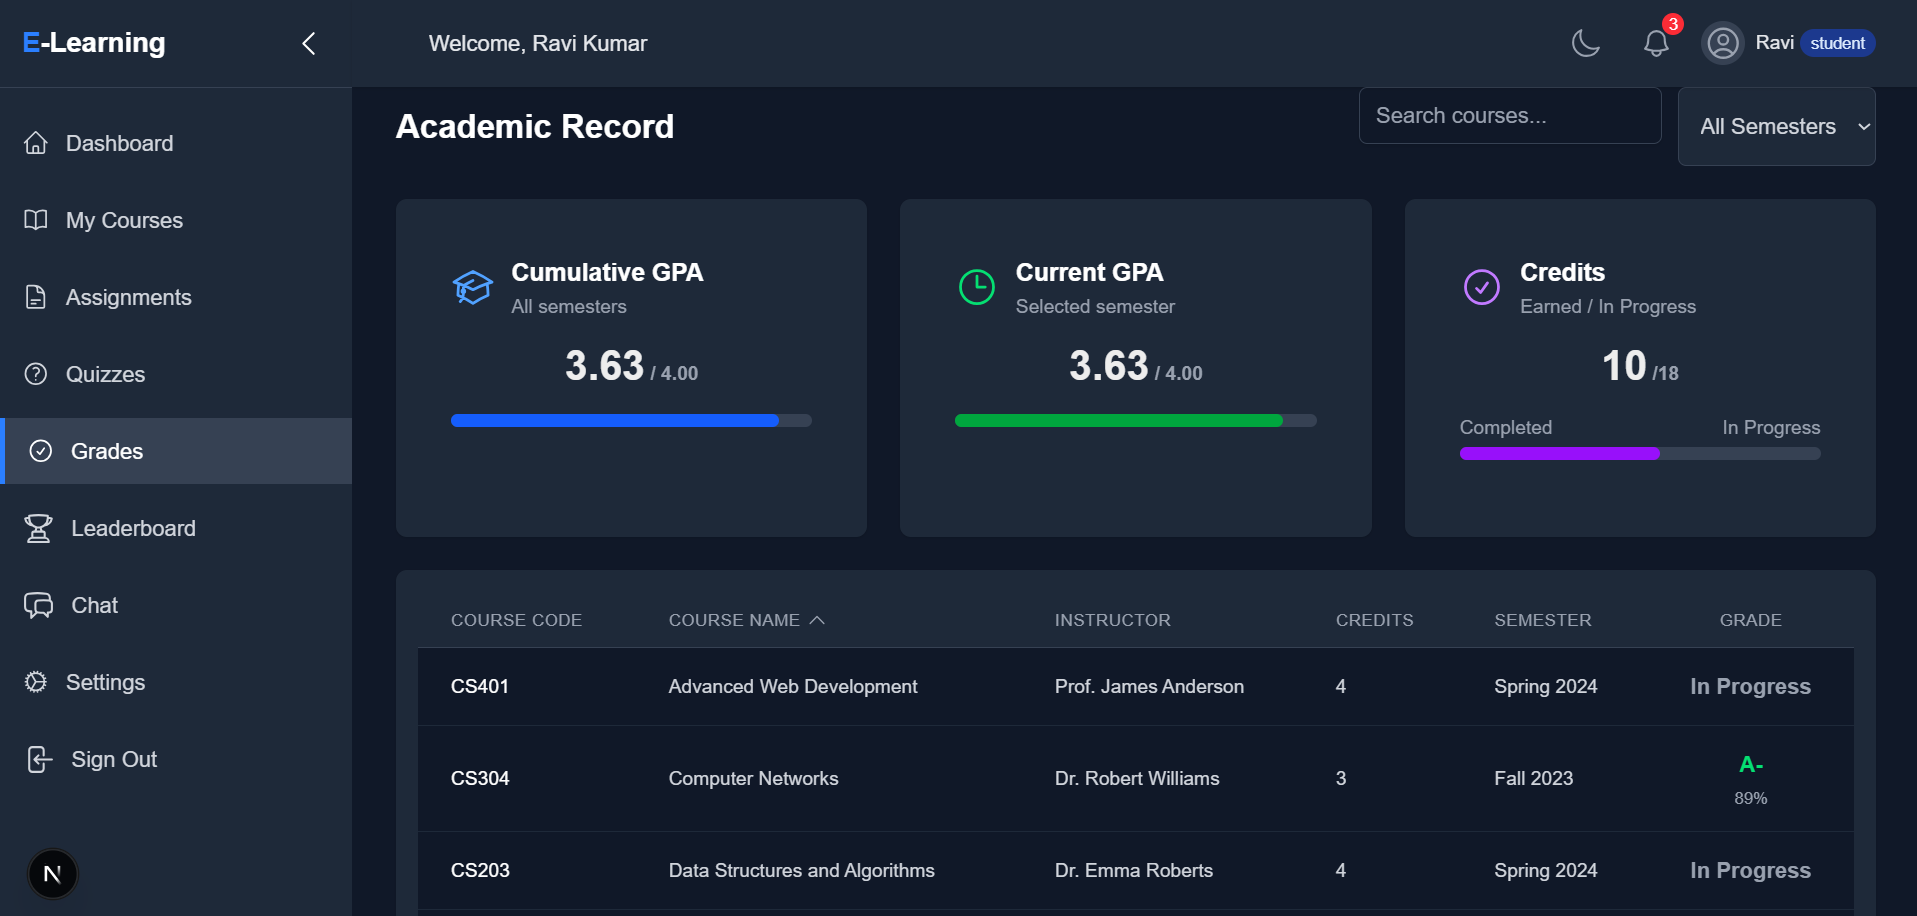 E-Learning
Welcome, Ravi Kumar
3
Ravi student
Dashboard
My Courses
Assignments
Quizzes
Grades
Leaderboard
Chat
Settings
Sign Out
N
Academic Record
Search courses...
All Semesters
Cumulative GPA
All semesters
3.63 / 4.00
Current GPA
Selected semester
3.63 / 4.00
Credits
Earned / In Progress
10 /18
Completed In Progress
COURSE CODE COURSE NAME INSTRUCTOR CREDITS SEMESTER GRADE
CS401 Advanced Web Development Prof. James Anderson 4 Spring 2024 In Progress
CS304 Computer Networks Dr. Robert Williams 3 Fall 2023 A-
89%
CS203 Data Structures and Algorithms Dr. Emma Roberts 4 Spring 2024 In Progress